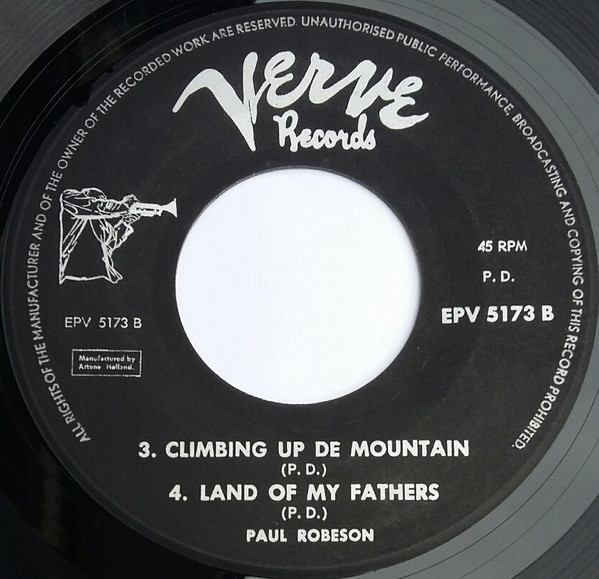 ALL RIGHTS OF THE MANUFACTURER AND OF THE OWNER OF THE RECORDED WORK ARE RESERVED. UNAUTHORISED PUBLIC PERFORMANCE, BROADCASTING AND COPYING OF THIS RECORD PROHIBITED.
Verve
Records
45 RPM
P. D.
EPV 5173 B
EPV 5173 B
Manufactured by
Artone Holland.
3. CLIMBING UP DE MOUNTAIN
(P. D.)
4. LAND OF MY FATHERS
(P. D.)
PAUL ROBESON